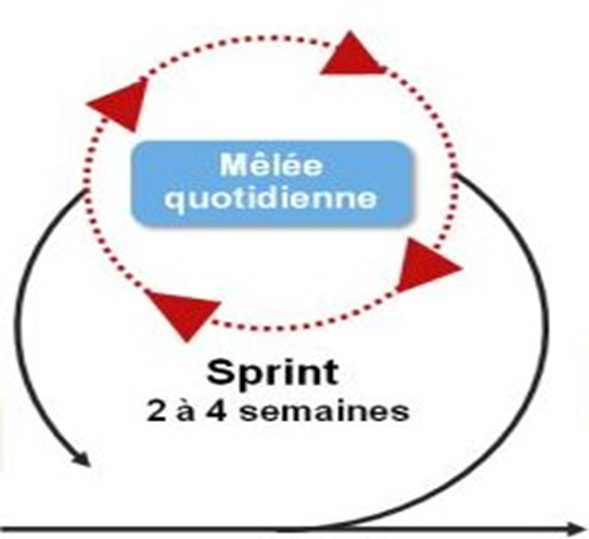 Mêlée
quotidienne
Sprint
2 à 4 semaines